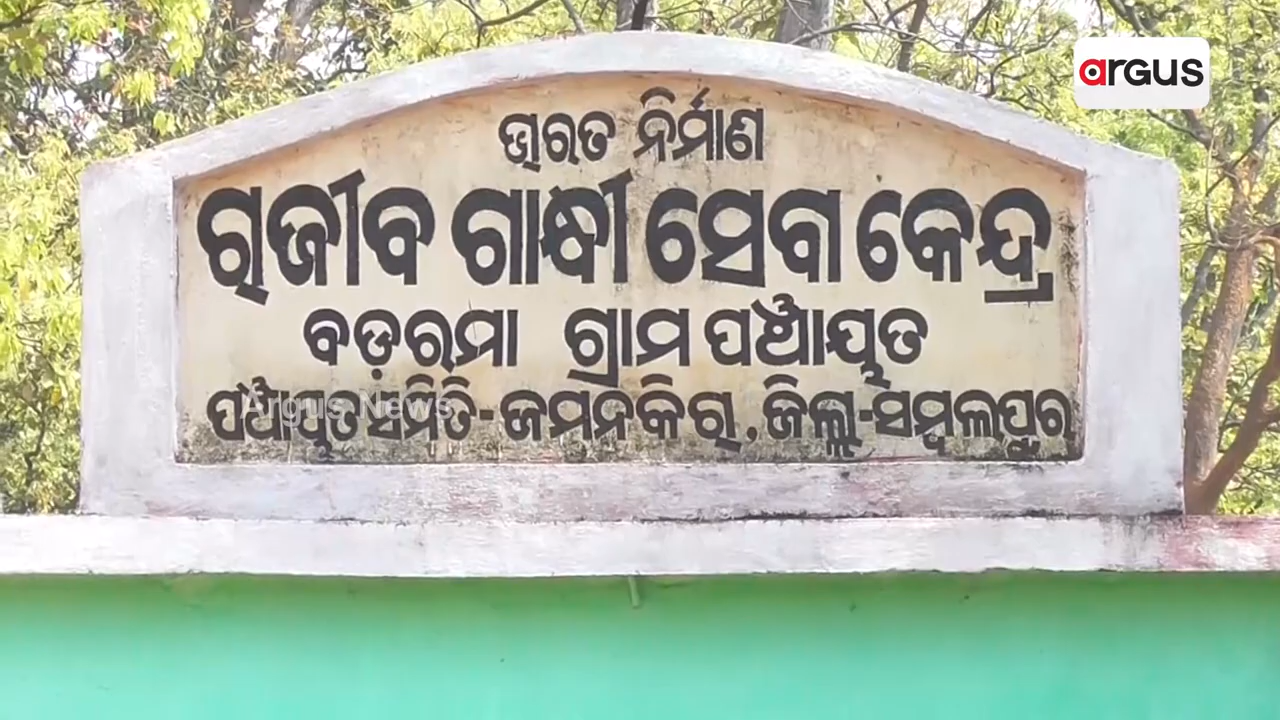 argus
ଭାରତ ନିର୍ମାଣ
ରାଜୀବ ଗାନ୍ଧୀ ସେବା କେନ୍ଦ୍ର
ବଡ଼ରମା ଗ୍ରାମ ପଞ୍ଚାୟତ
ପଞ୍ଚାୟତ ସମିତି-ଜମନକିରା, ଜିଲ୍ଲା-ସମ୍ବଲପୁର
Argus News